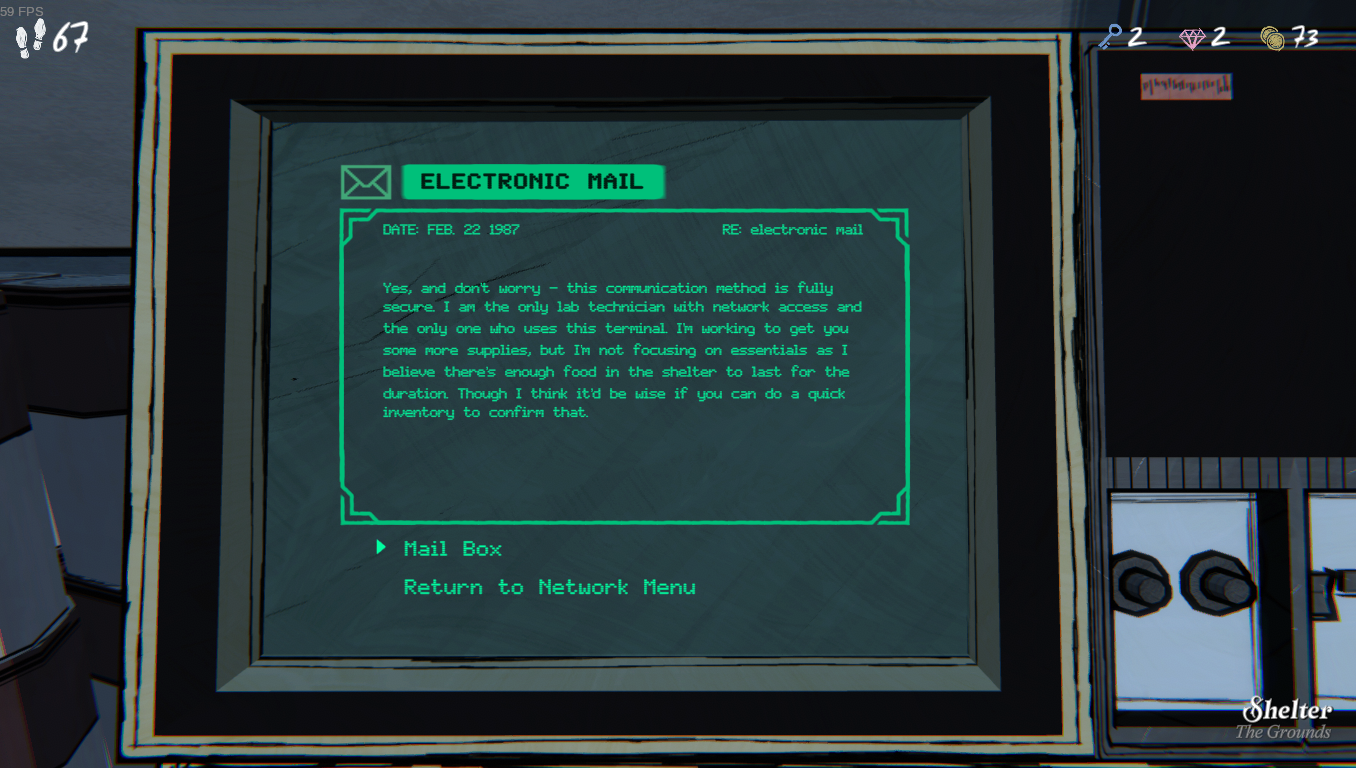 59 FPS
67
2
2
73
ELECTRONIC MAIL
DATE: FEB. 22 1987
RE: electronic mail
Yes, and don't worry - this communication method is fully
secure. I am the only lab technician with network access and
the only one who uses this terminal. I'm working to get you
some more supplies, but I'm not focusing on essentials as I
believe there's enough food in the shelter to last for the
duration. Though I think it'd be wise if you can do a quick
inventory to confirm that.
Mail Box
Return to Network Menu
Shelter
The Grounds